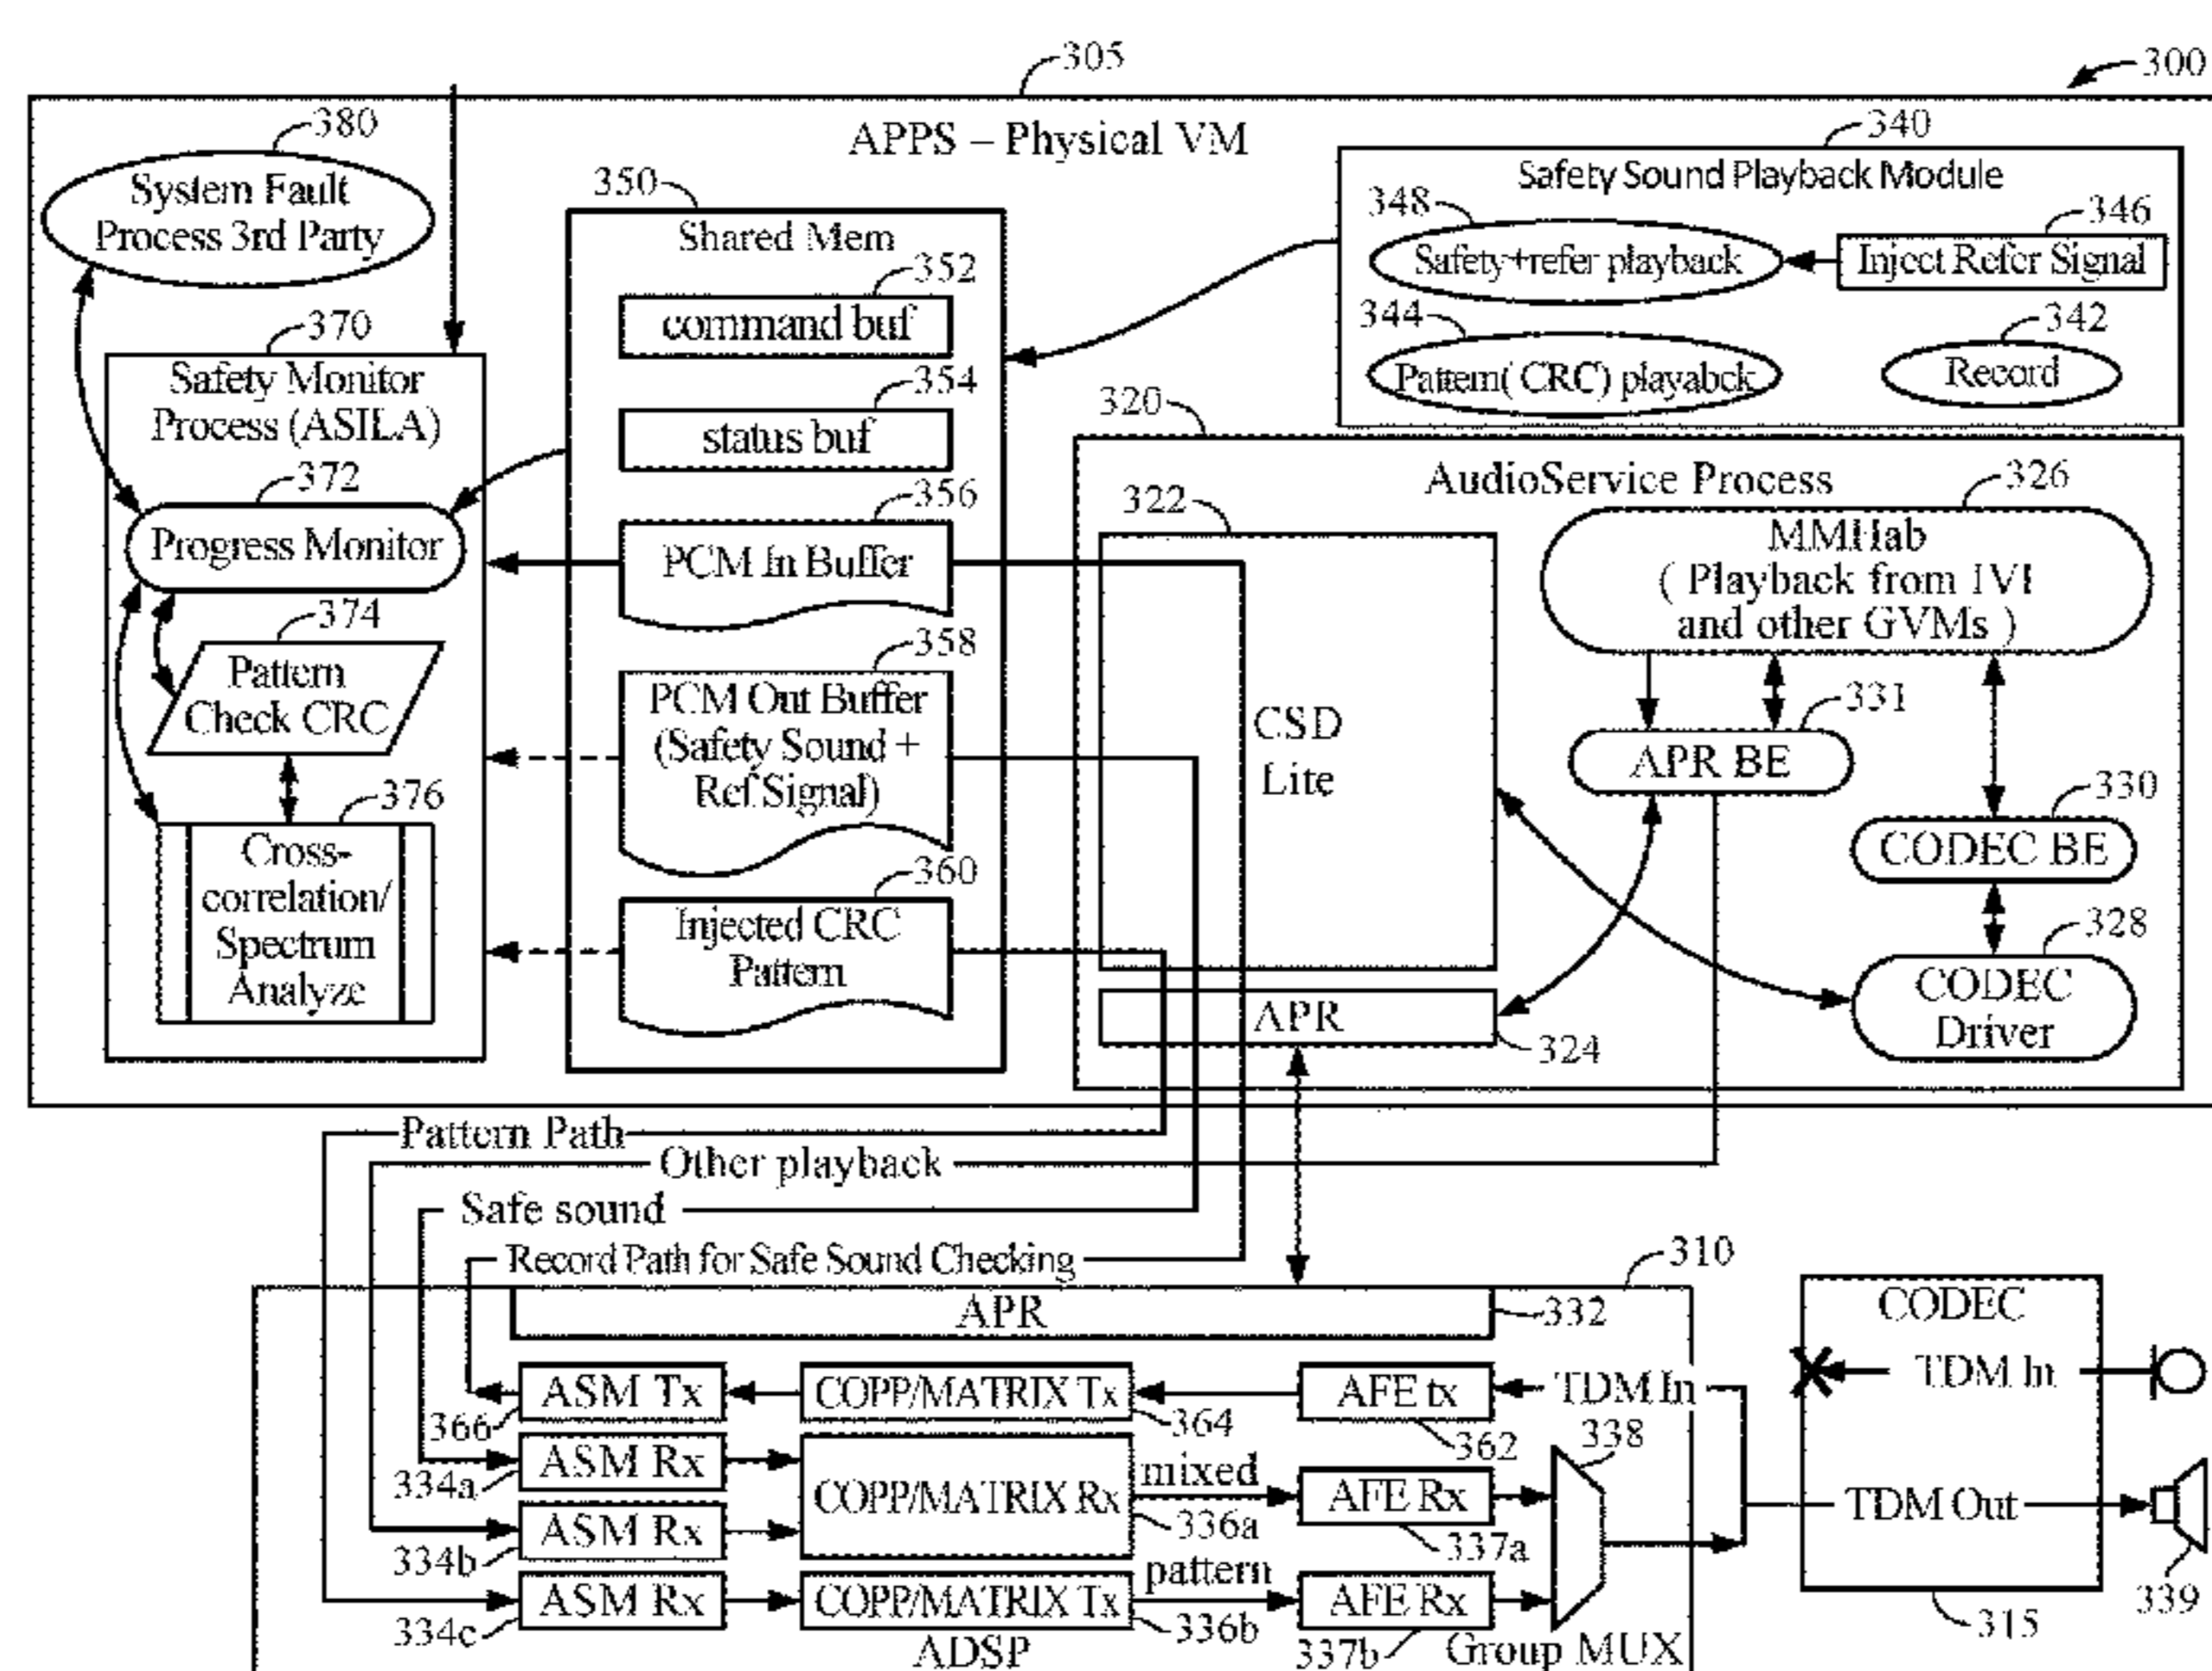 305
300
APPS – Physical VM
380
System Fault
Process 3rd Party
370
Safety Monitor
Process (ASILA)
372
Progress Monitor
374
Pattern
Check CRC
376
Cross-
correlation/
Spectrum
Analyze
350
Shared Mem
352
command buf
354
status buf
356
PCM In Buffer
358
PCM Out Buffer
(Safety Sound +
Ref Signal)
360
Injected CRC
Pattern
340
Safety Sound Playback Module
348
Safety+refer playback
346
Inject Refer Signal
344
Pattern( CRC) playabck
342
Record
320
AudioService Process
322
CSD
Lite
326
MMHab
( Playback from IVI
and other GVMs )
331
APR BE
330
CODEC BE
328
CODEC
Driver
APR
324
Pattern Path
Other playback
Safe sound
Record Path for Safe Sound Checking
310
APR
332
ASM Tx
366
COPP/MATRIX Tx
364
AFE tx
362
TDM In
338
ASM Rx
334a
COPP/MATRIX Rx
336a
mixed
AFE Rx
337a
ASM Rx
334b
pattern
ASM Rx
334c
COPP/MATRIX Tx
336b
AFE Rx
337b
Group MUX
ADSP
CODEC
TDM In
TDM Out
315
339